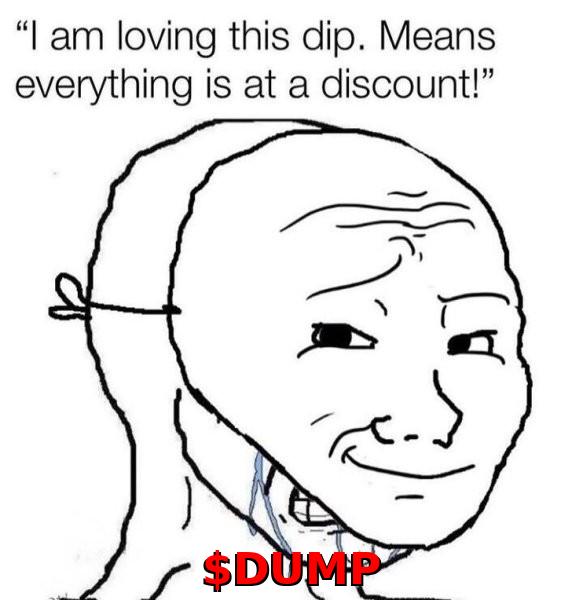 “I am loving this dip. Means
everything is at a discount!”
$DUMP